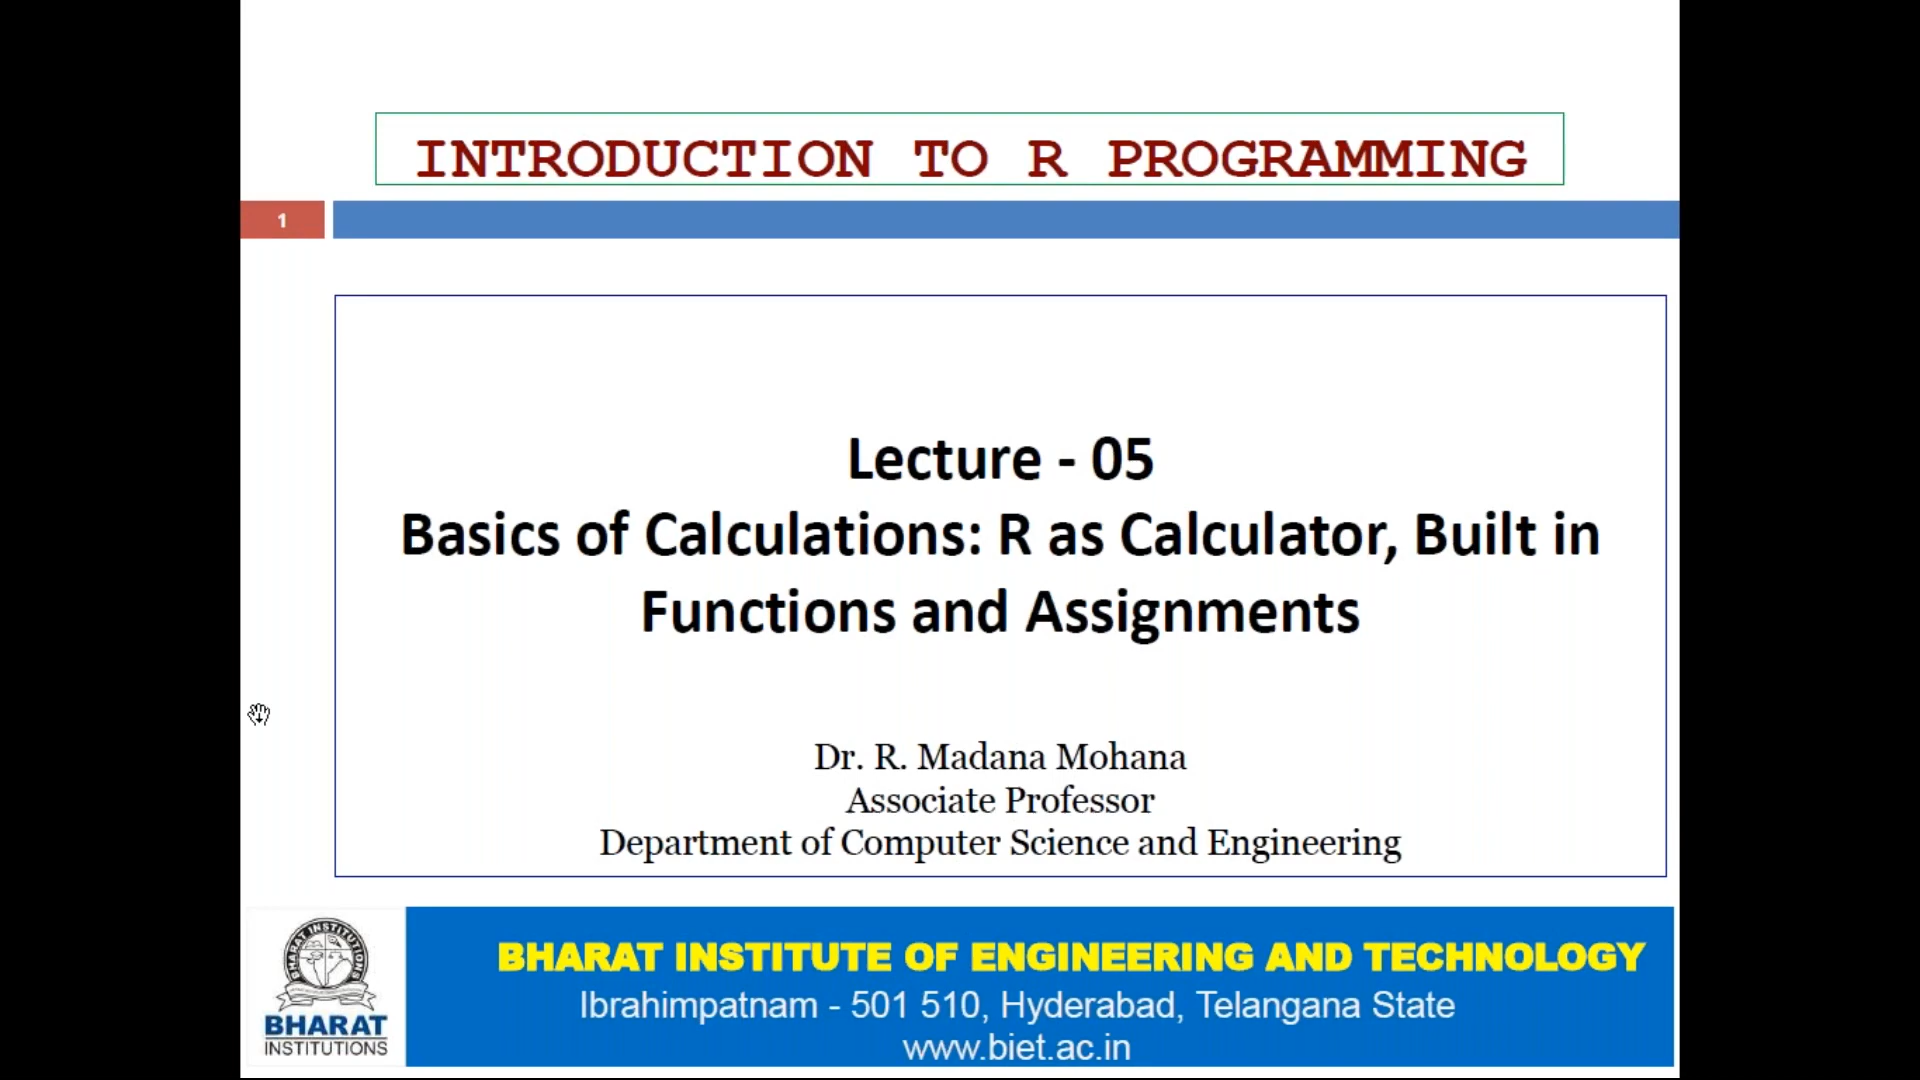 INTRODUCTION TO R PROGRAMMING
1
Lecture - 05
Basics of Calculations: R as Calculator, Built in
Functions and Assignments
Dr. R. Madana Mohana
Associate Professor
Department of Computer Science and Engineering
BHARAT INSTITUTIONS
BHARAT
INSTITUTIONS
BHARAT INSTITUTE OF ENGINEERING AND TECHNOLOGY
Ibrahimpatnam - 501 510, Hyderabad, Telangana State
www.biet.ac.in